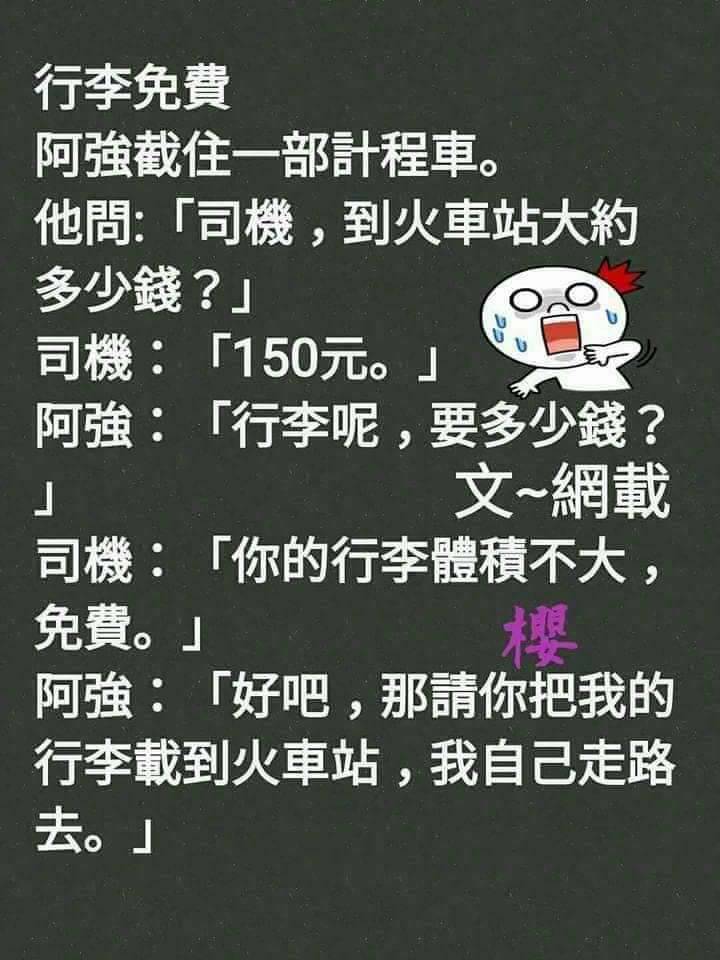 行李免費
阿強截住一部計程車。
他問:「司機，到火車站大約
多少錢？」
司機：「150元。」
阿強：「行李呢，要多少錢？
」
文~網載
司機：「你的行李體積不大，
免費。」
櫻
阿強：「好吧，那請你把我的
行李載到火車站，我自己走路
去。」